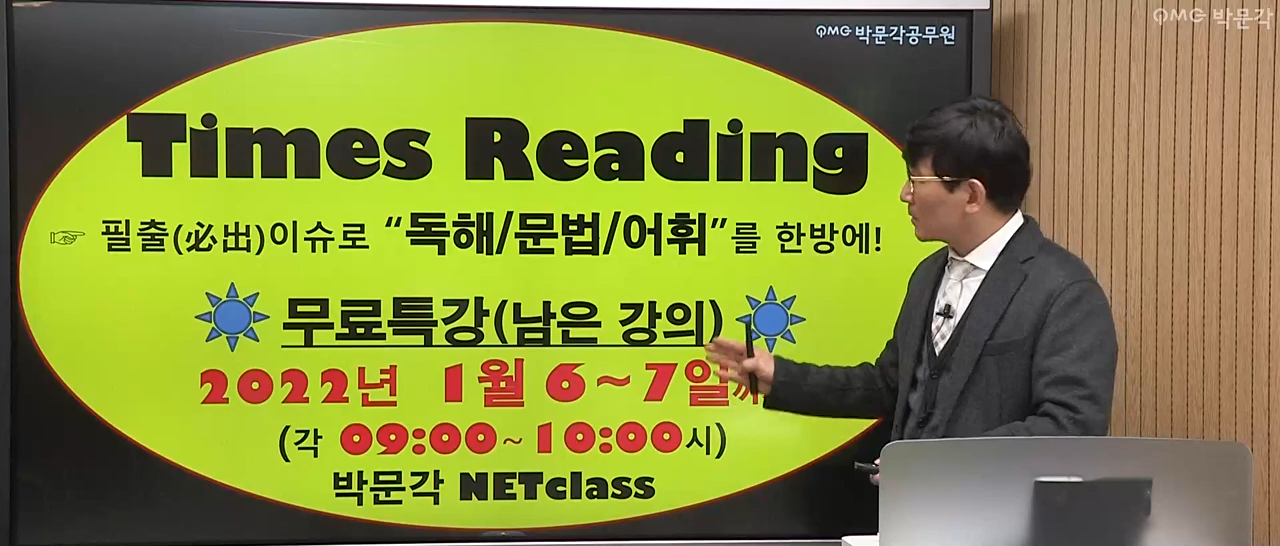 PMG 박문각
PMG 박문각공무원
Times Reading
☞ 필출(必出)이슈로 “독해/문법/어휘”를 한방에!
무료특강(남은 강의)
2022년 1월 6~7일
(각 09:00~10:00시)
박문각 NETclass